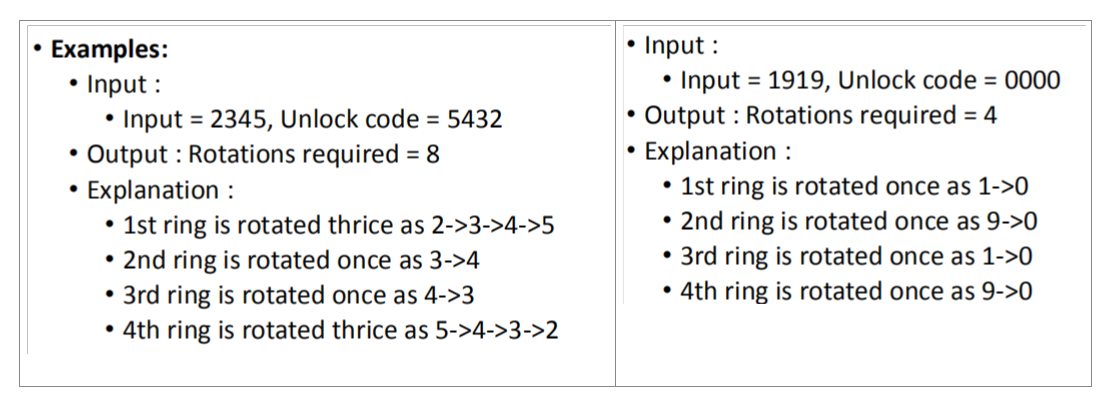 • Examples:
• Input :
• Input = 2345, Unlock code = 5432
• Output : Rotations required = 8
• Explanation :
• 1st ring is rotated thrice as 2->3->4->5
• 2nd ring is rotated once as 3->4
• 3rd ring is rotated once as 4->3
• 4th ring is rotated thrice as 5->4->3->2
• Input :
• Input = 1919, Unlock code = 0000
• Output : Rotations required = 4
• Explanation :
• 1st ring is rotated once as 1->0
• 2nd ring is rotated once as 9->0
• 3rd ring is rotated once as 1->0
• 4th ring is rotated once as 9->0